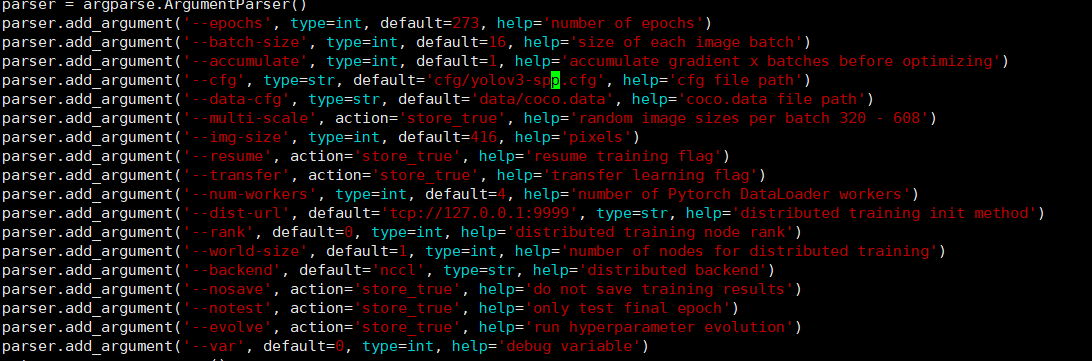 parser = argparse.ArgumentParser()
parser.add_argument('--epochs', type=int, default=273, help='number of epochs')
parser.add_argument('--batch-size', type=int, default=16, help='size of each image batch')
parser.add_argument('--accumulate', type=int, default=1, help='accumulate gradient x batches before optimizing')
parser.add_argument('--cfg', type=str, default='cfg/yolov3-spp.cfg', help='cfg file path')
parser.add_argument('--data-cfg', type=str, default='data/coco.data', help='coco.data file path')
parser.add_argument('--multi-scale', action='store_true', help='random image sizes per batch 320 - 608')
parser.add_argument('--img-size', type=int, default=416, help='pixels')
parser.add_argument('--resume', action='store_true', help='resume training flag')
parser.add_argument('--transfer', action='store_true', help='transfer learning flag')
parser.add_argument('--num-workers', type=int, default=4, help='number of Pytorch DataLoader workers')
parser.add_argument('--dist-url', default='tcp://127.0.0.1:9999', type=str, help='distributed training init method')
parser.add_argument('--rank', default=0, type=int, help='distributed training node rank')
parser.add_argument('--world-size', default=1, type=int, help='number of nodes for distributed training')
parser.add_argument('--backend', default='nccl', type=str, help='distributed backend')
parser.add_argument('--nosave', action='store_true', help='do not save training results')
parser.add_argument('--notest', action='store_true', help='only test final epoch')
parser.add_argument('--evolve', action='store_true', help='run hyperparameter evolution')
parser.add_argument('--var', default=0, type=int, help='debug variable')